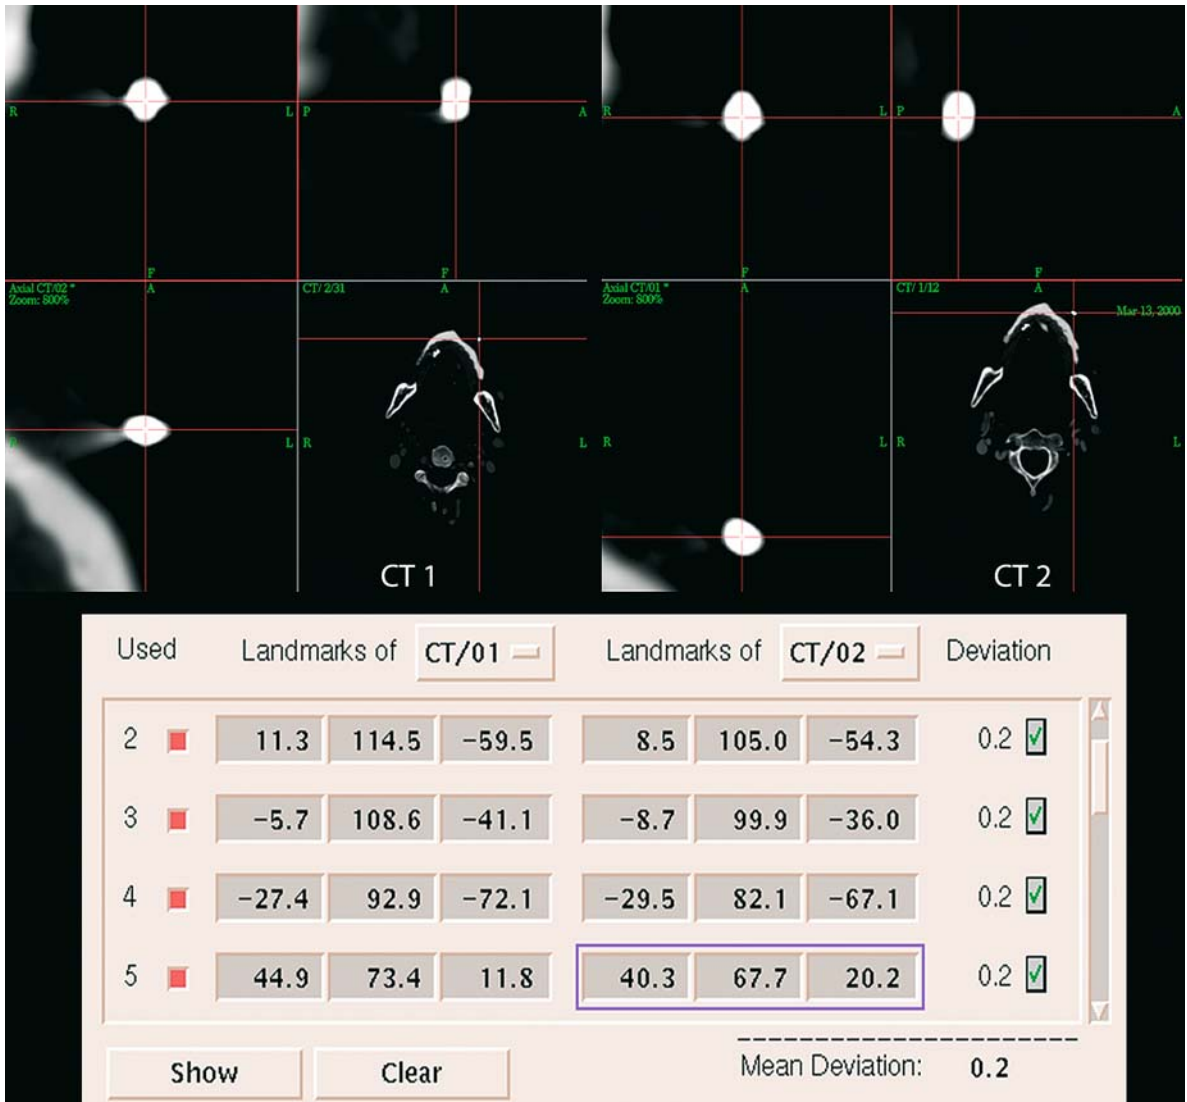 R L P A
R L P A
F F
F F
Axial CT/02 *
Zoom: 800%
A
CT/ 2/31
A
Axial CT/01 *
Zoom: 800%
A
CT/ 1/12
A
Mar-13, 2000
R L R L
R L R L
CT 1
CT 2
Used Landmarks of CT/01 Landmarks of CT/02 Deviation
2 11.3 114.5 -59.5 8.5 105.0 -54.3 0.2
3 -5.7 108.6 -41.1 -8.7 99.9 -36.0 0.2
4 -27.4 92.9 -72.1 -29.5 82.1 -67.1 0.2
5 44.9 73.4 11.8 40.3 67.7 20.2 0.2
Show Clear Mean Deviation: 0.2